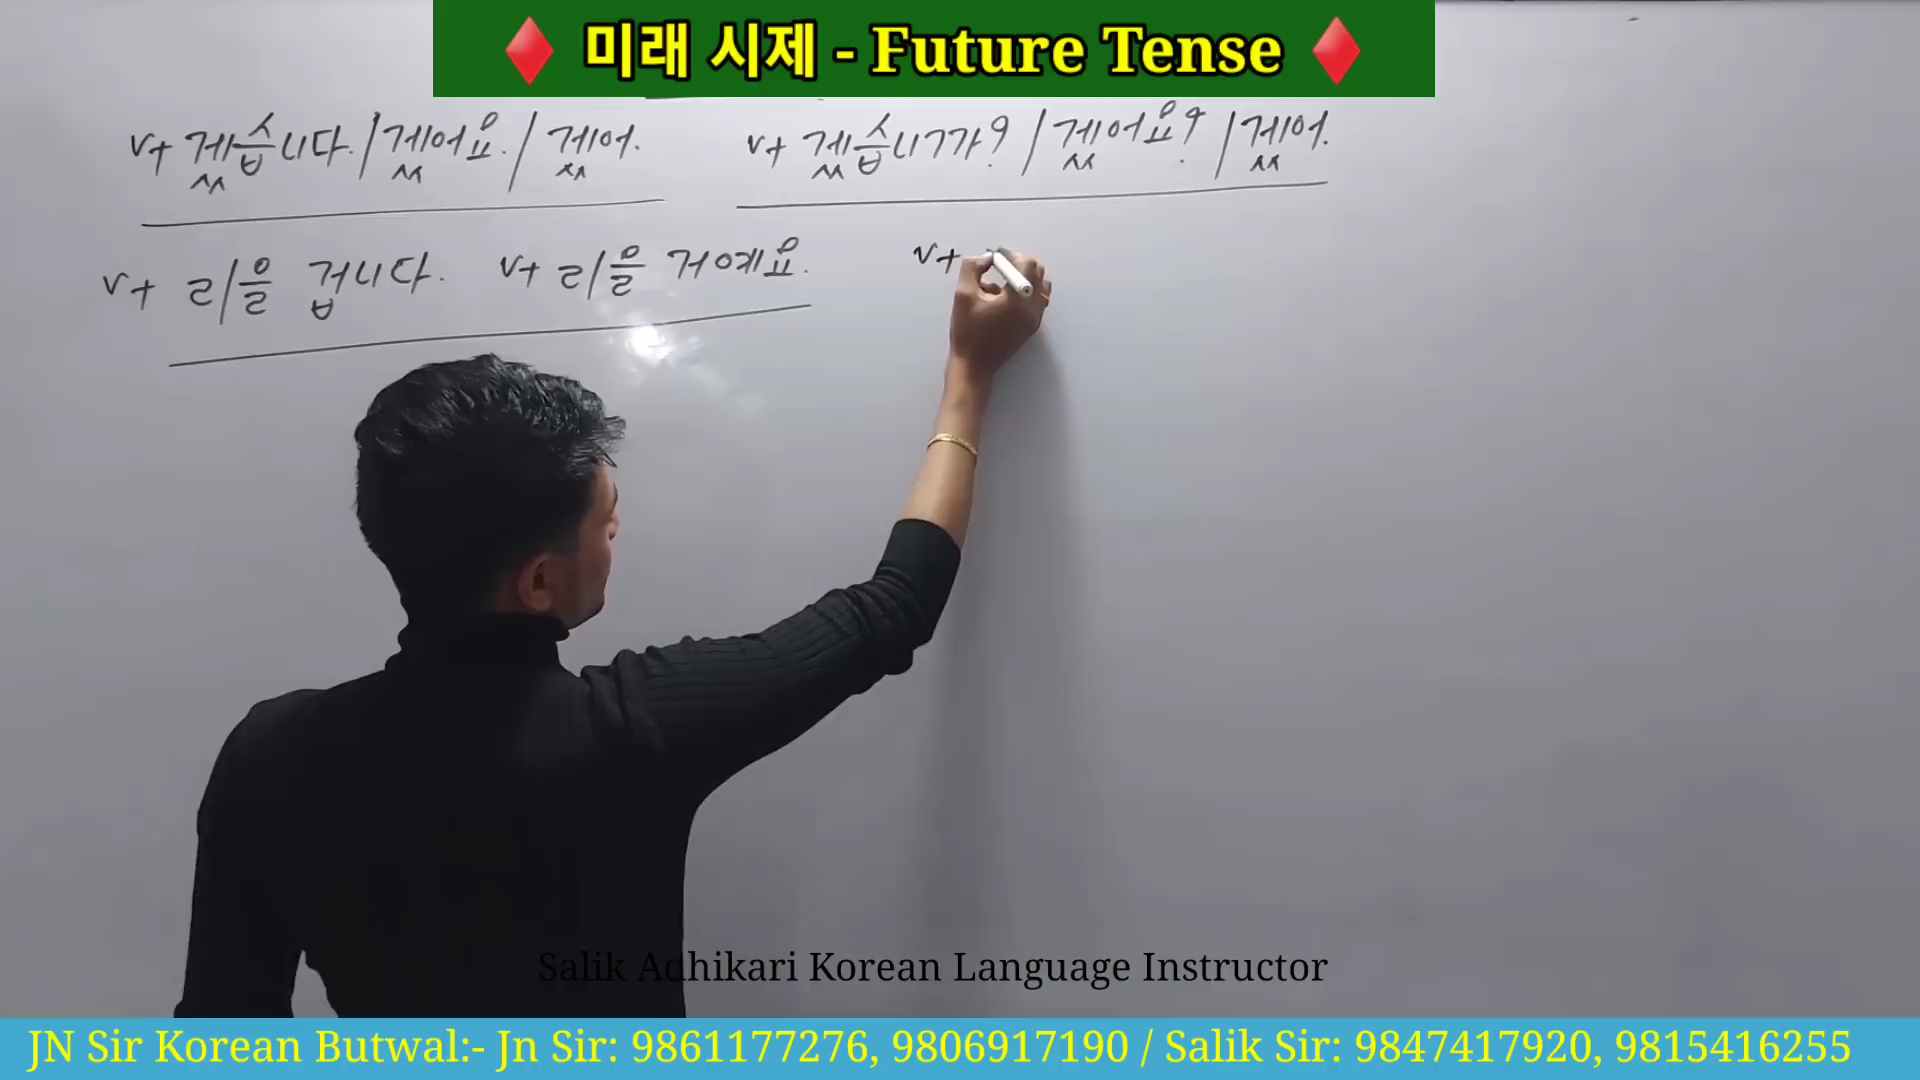 ♦ 미래 시제 - Future Tense ♦
v+ 겠습니다. / 겠어요. / 겠어.
v+ 겠습니까? / 겠어요? / 겠어.
v+ ㄹ/을 겁니다. v+ ㄹ/을 거예요.
v+
Salik Adhikari Korean Language Instructor
JN Sir Korean Butwal:- Jn Sir: 9861177276, 9806917190 / Salik Sir: 9847417920, 9815416255